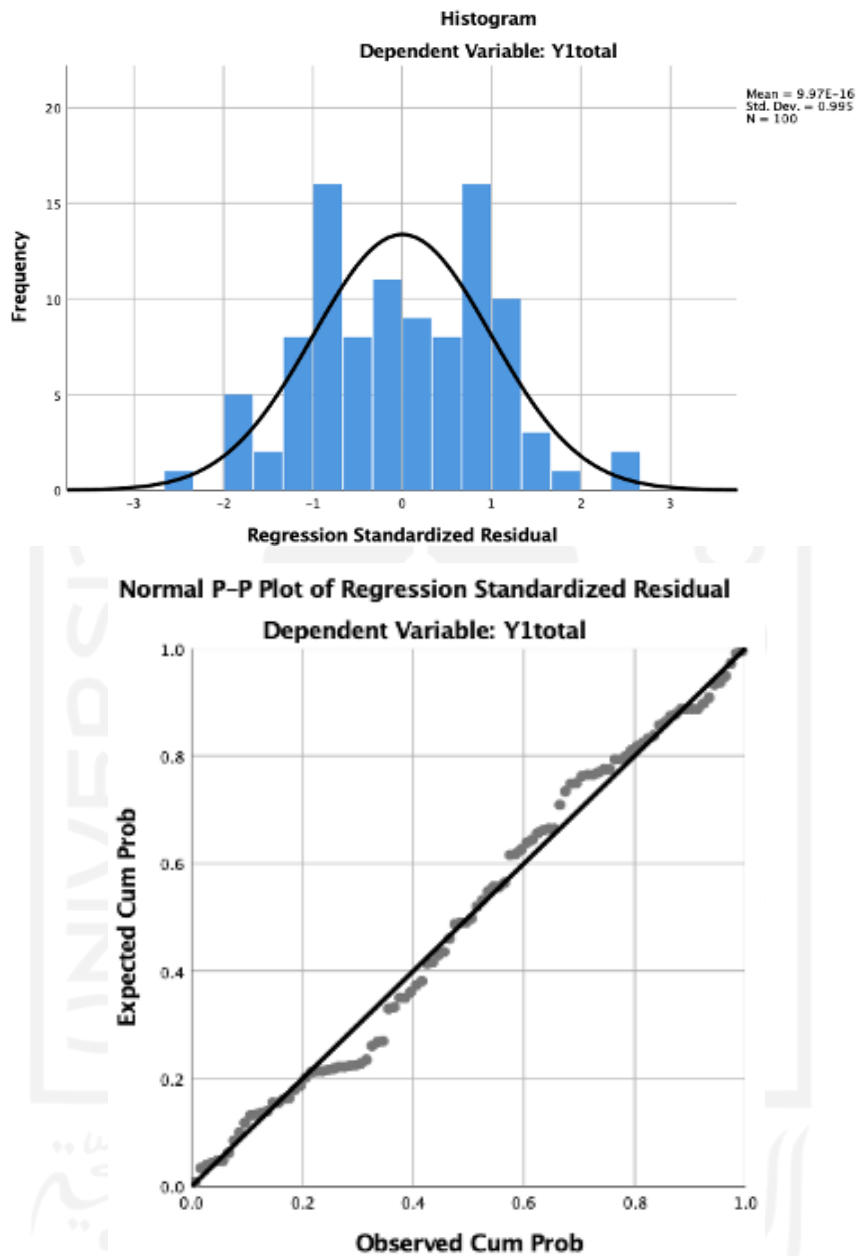 Histogram
Dependent Variable: Y1total
Mean = 9.97E-16
Std. Dev. = 0.995
N = 100
20
15
10
5
0
Frequency
-3 -2 -1 0 1 2 3
Regression Standardized Residual
Normal P-P Plot of Regression Standardized Residual
Dependent Variable: Y1total
1.0
0.8
0.6
0.4
0.2
0.0
Expected Cum Prob
0.0 0.2 0.4 0.6 0.8 1.0
Observed Cum Prob